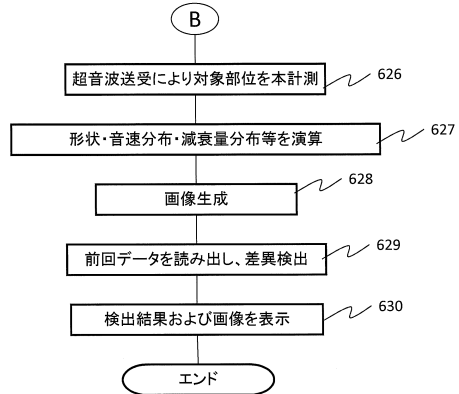 B
超音波送受により対象部位を本計測
626
形状・音速分布・減衰量分布等を演算
627
画像生成
628
前回データを読み出し、差異検出
629
検出結果および画像を表示
630
エンド